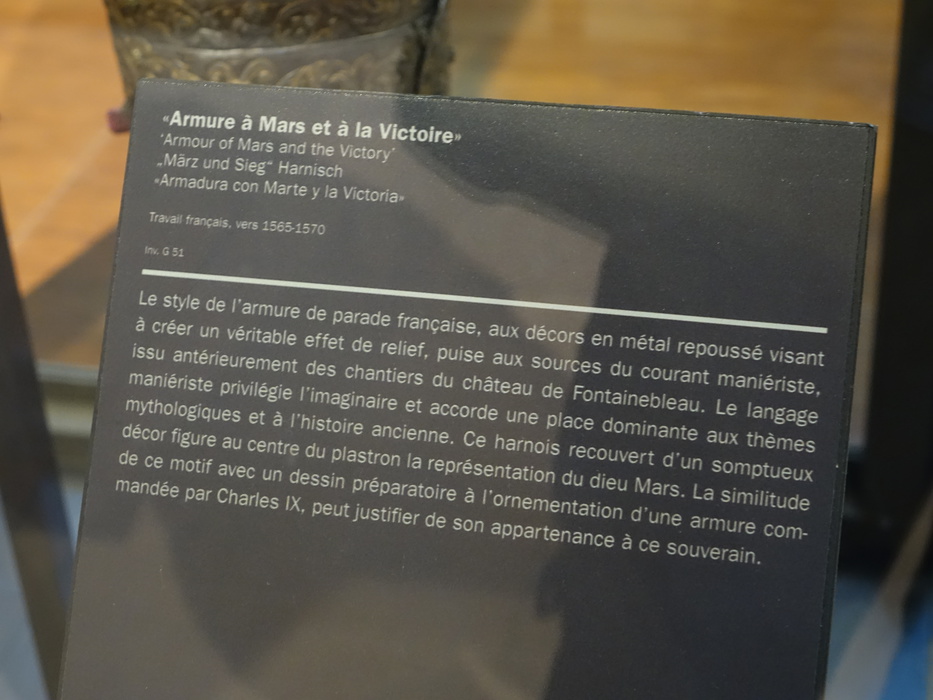 «Armure à Mars et à la Victoire»
‘Armour of Mars and the Victory’
„März und Sieg“ Harnisch
«Armadura con Marte y la Victoria»
Travail français, vers 1565-1570
Inv. G 51
Le style de l’armure de parade française, aux décors en métal repoussé visant
à créer un véritable effet de relief, puise aux sources du courant maniériste,
issu antérieurement des chantiers du château de Fontainebleau. Le langage
maniériste privilégie l’imaginaire et accorde une place dominante aux thèmes
mythologiques et à l’histoire ancienne. Ce harnois recouvert d’un somptueux
décor figure au centre du plastron la représentation du dieu Mars. La similitude
de ce motif avec un dessin préparatoire à l’ornementation d’une armure com-
mandée par Charles IX, peut justifier de son appartenance à ce souverain.